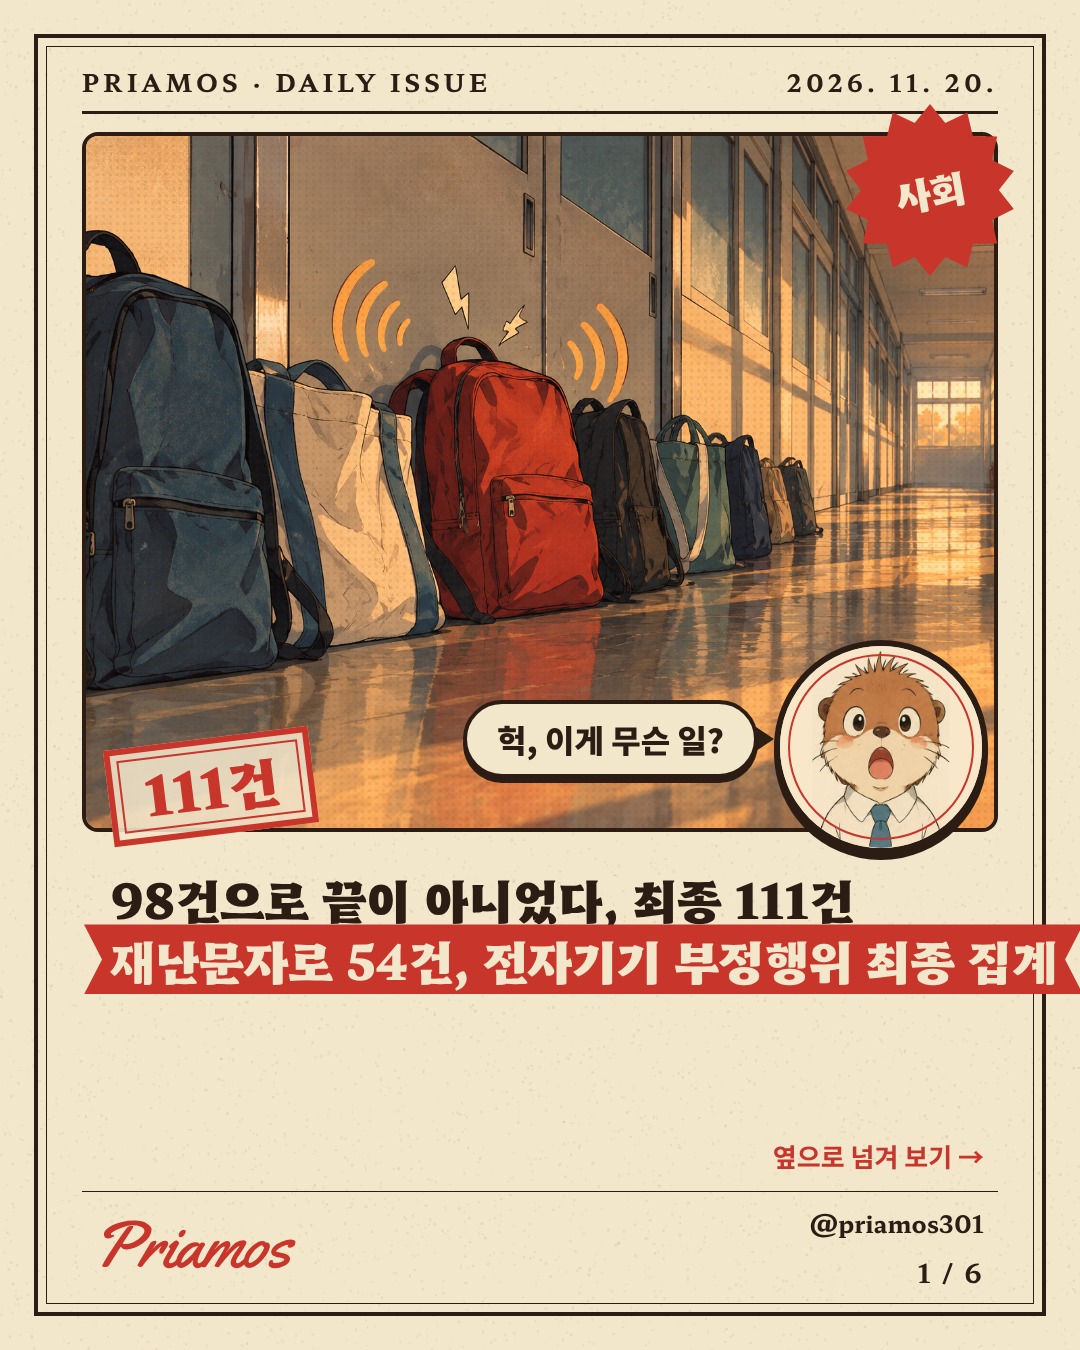 PRIAMOS · DAILY ISSUE
2026. 11. 20.
사회
헉, 이게 무슨 일?
111건
98건으로 끝이 아니었다, 최종 111건
재난문자로 54건, 전자기기 부정행위 최종 집계
옆으로 넘겨 보기 →
Priamos
@priamos301
1 / 6